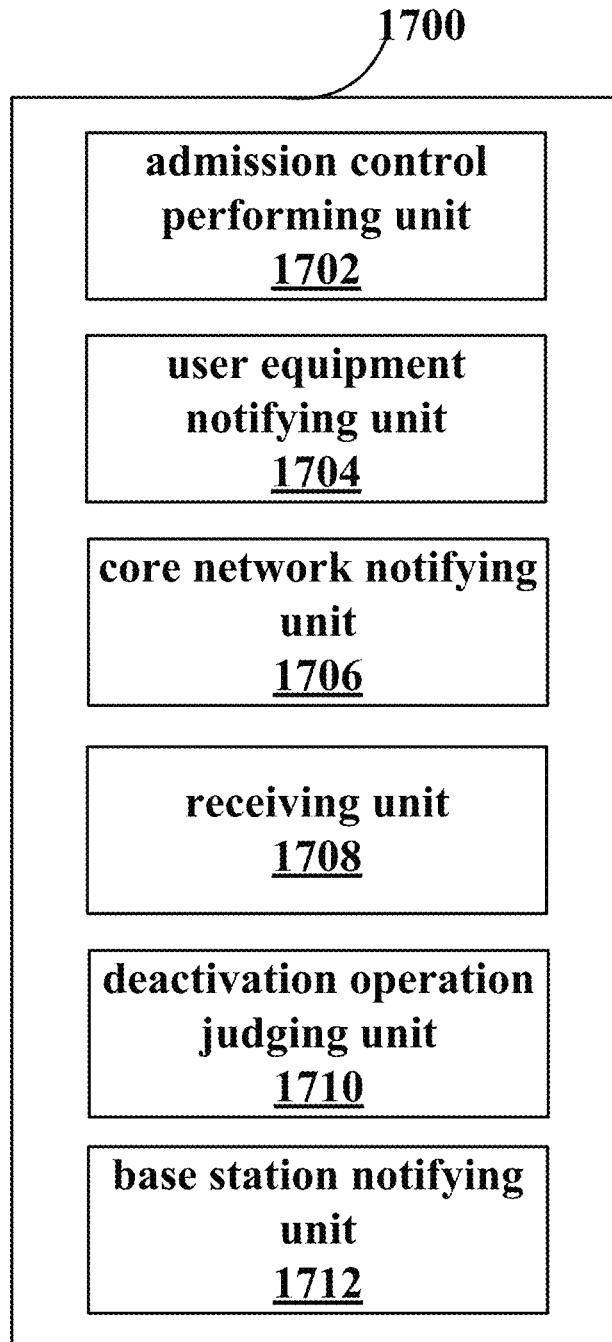 1700
admission control
performing unit
1702
user equipment
notifying unit
1704
core network notifying
unit
1706
receiving unit
1708
deactivation operation
judging unit
1710
base station notifying
unit
1712